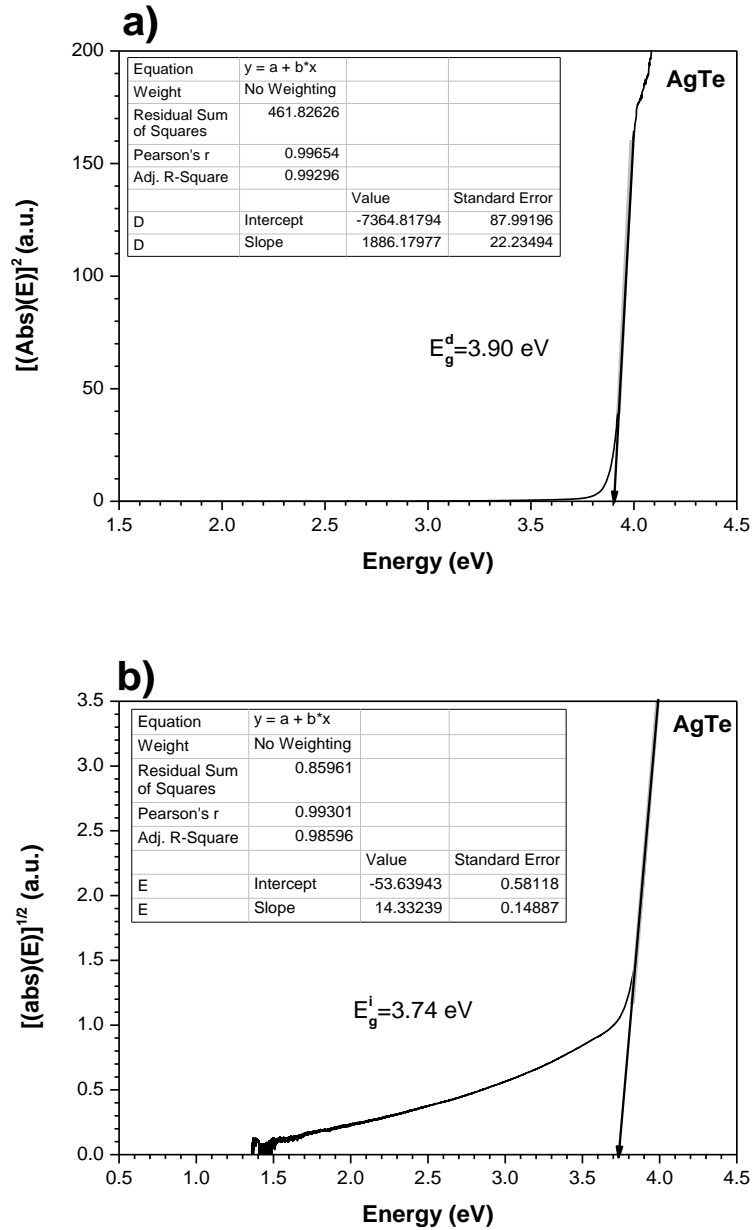 a)
AgTe
Equation y = a + b*x
Weight No Weighting
Residual Sum of Squares 461.82626
Pearson's r 0.99654
Adj. R-Square 0.99296
Value Standard Error
D Intercept -7364.81794 87.99196
D Slope 1886.17977 22.23494
E_g^d=3.90 eV
[(Abs)(E)]² (a.u.)
200
150
100
50
0
1.5 2.0 2.5 3.0 3.5 4.0 4.5
Energy (eV)
b)
AgTe
Equation y = a + b*x
Weight No Weighting
Residual Sum of Squares 0.85961
Pearson's r 0.99301
Adj. R-Square 0.98596
Value Standard Error
E Intercept -53.63943 0.58118
E Slope 14.33239 0.14887
E_g^i=3.74 eV
[(abs)(E)]^1/2 (a.u.)
3.5
3.0
2.5
2.0
1.5
1.0
0.5
0.0
0.5 1.0 1.5 2.0 2.5 3.0 3.5 4.0 4.5
Energy (eV)